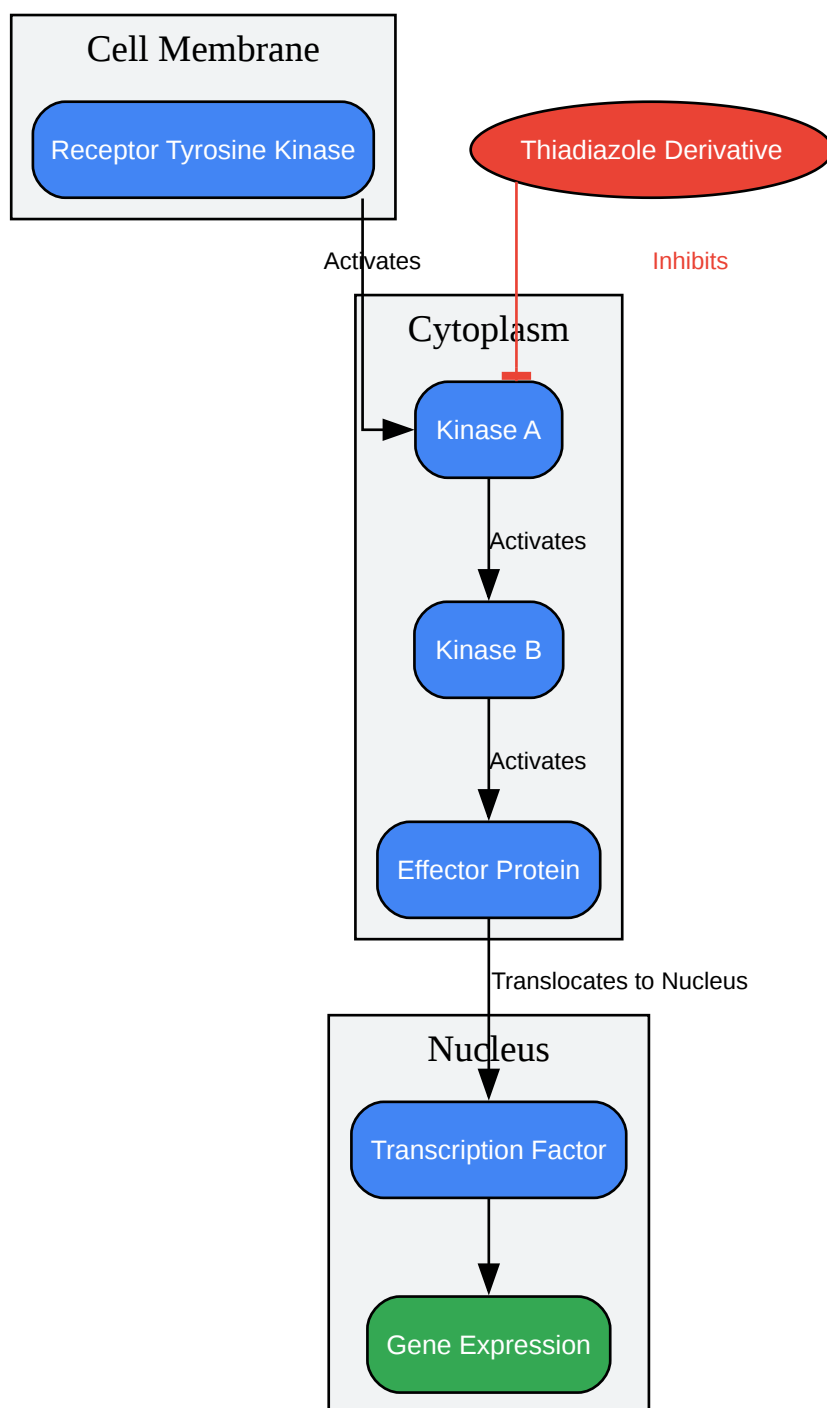 Cell Membrane
Receptor Tyrosine Kinase
Thiadiazole Derivative
Activates
Inhibits
Cytoplasm
Kinase A
Activates
Kinase B
Activates
Effector Protein
Translocates to Nucleus
Nucleus
Transcription Factor
Gene Expression